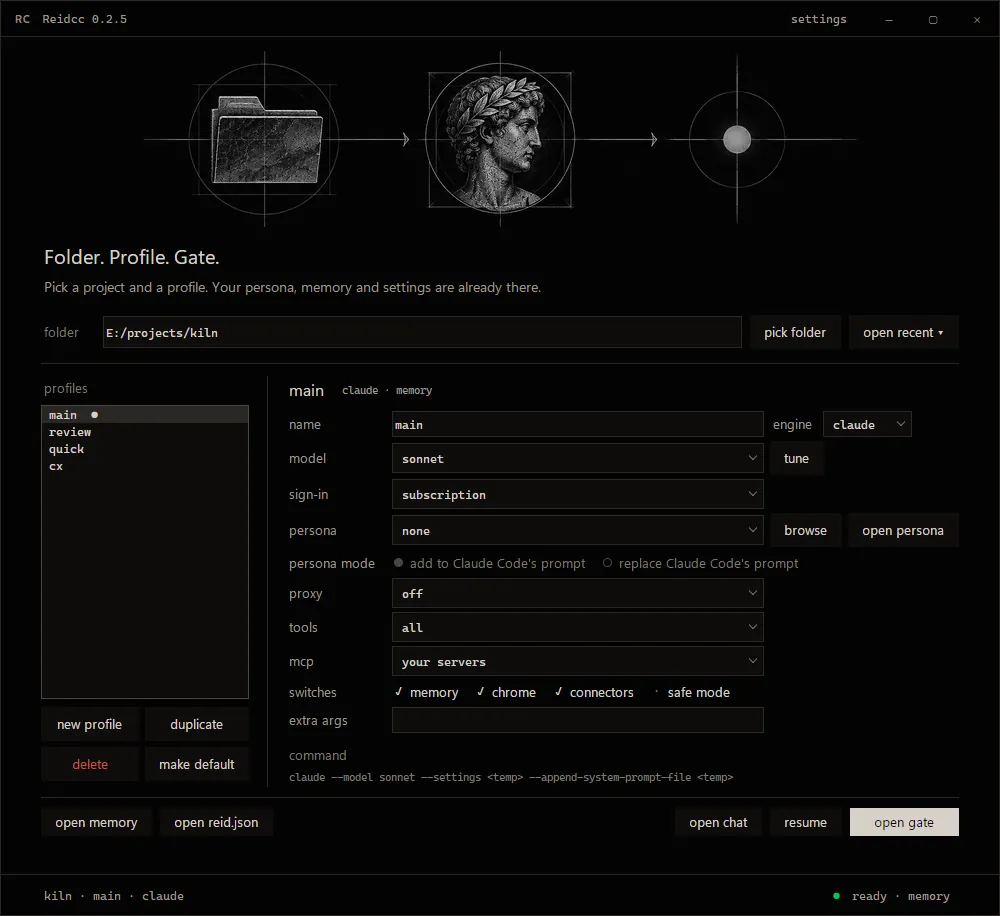 RC Reidcc 0.2.5 settings
Folder. Profile. Gate.
Pick a project and a profile. Your persona, memory and settings are already there.
folder E:/projects/kiln pick folder open recent ▾
profiles
main ●
review
quick
cx
new profile duplicate
delete make default
main claude · memory
name main engine claude
model sonnet tune
sign-in subscription
persona none browse open persona
persona mode add to Claude Code's prompt replace Claude Code's prompt
proxy off
tools all
mcp your servers
switches ✓ memory ✓ chrome ✓ connectors · safe mode
extra args
command
claude --model sonnet --settings <temp> --append-system-prompt-file <temp>
open memory open reid.json open chat resume open gate
kiln · main · claude ready · memory